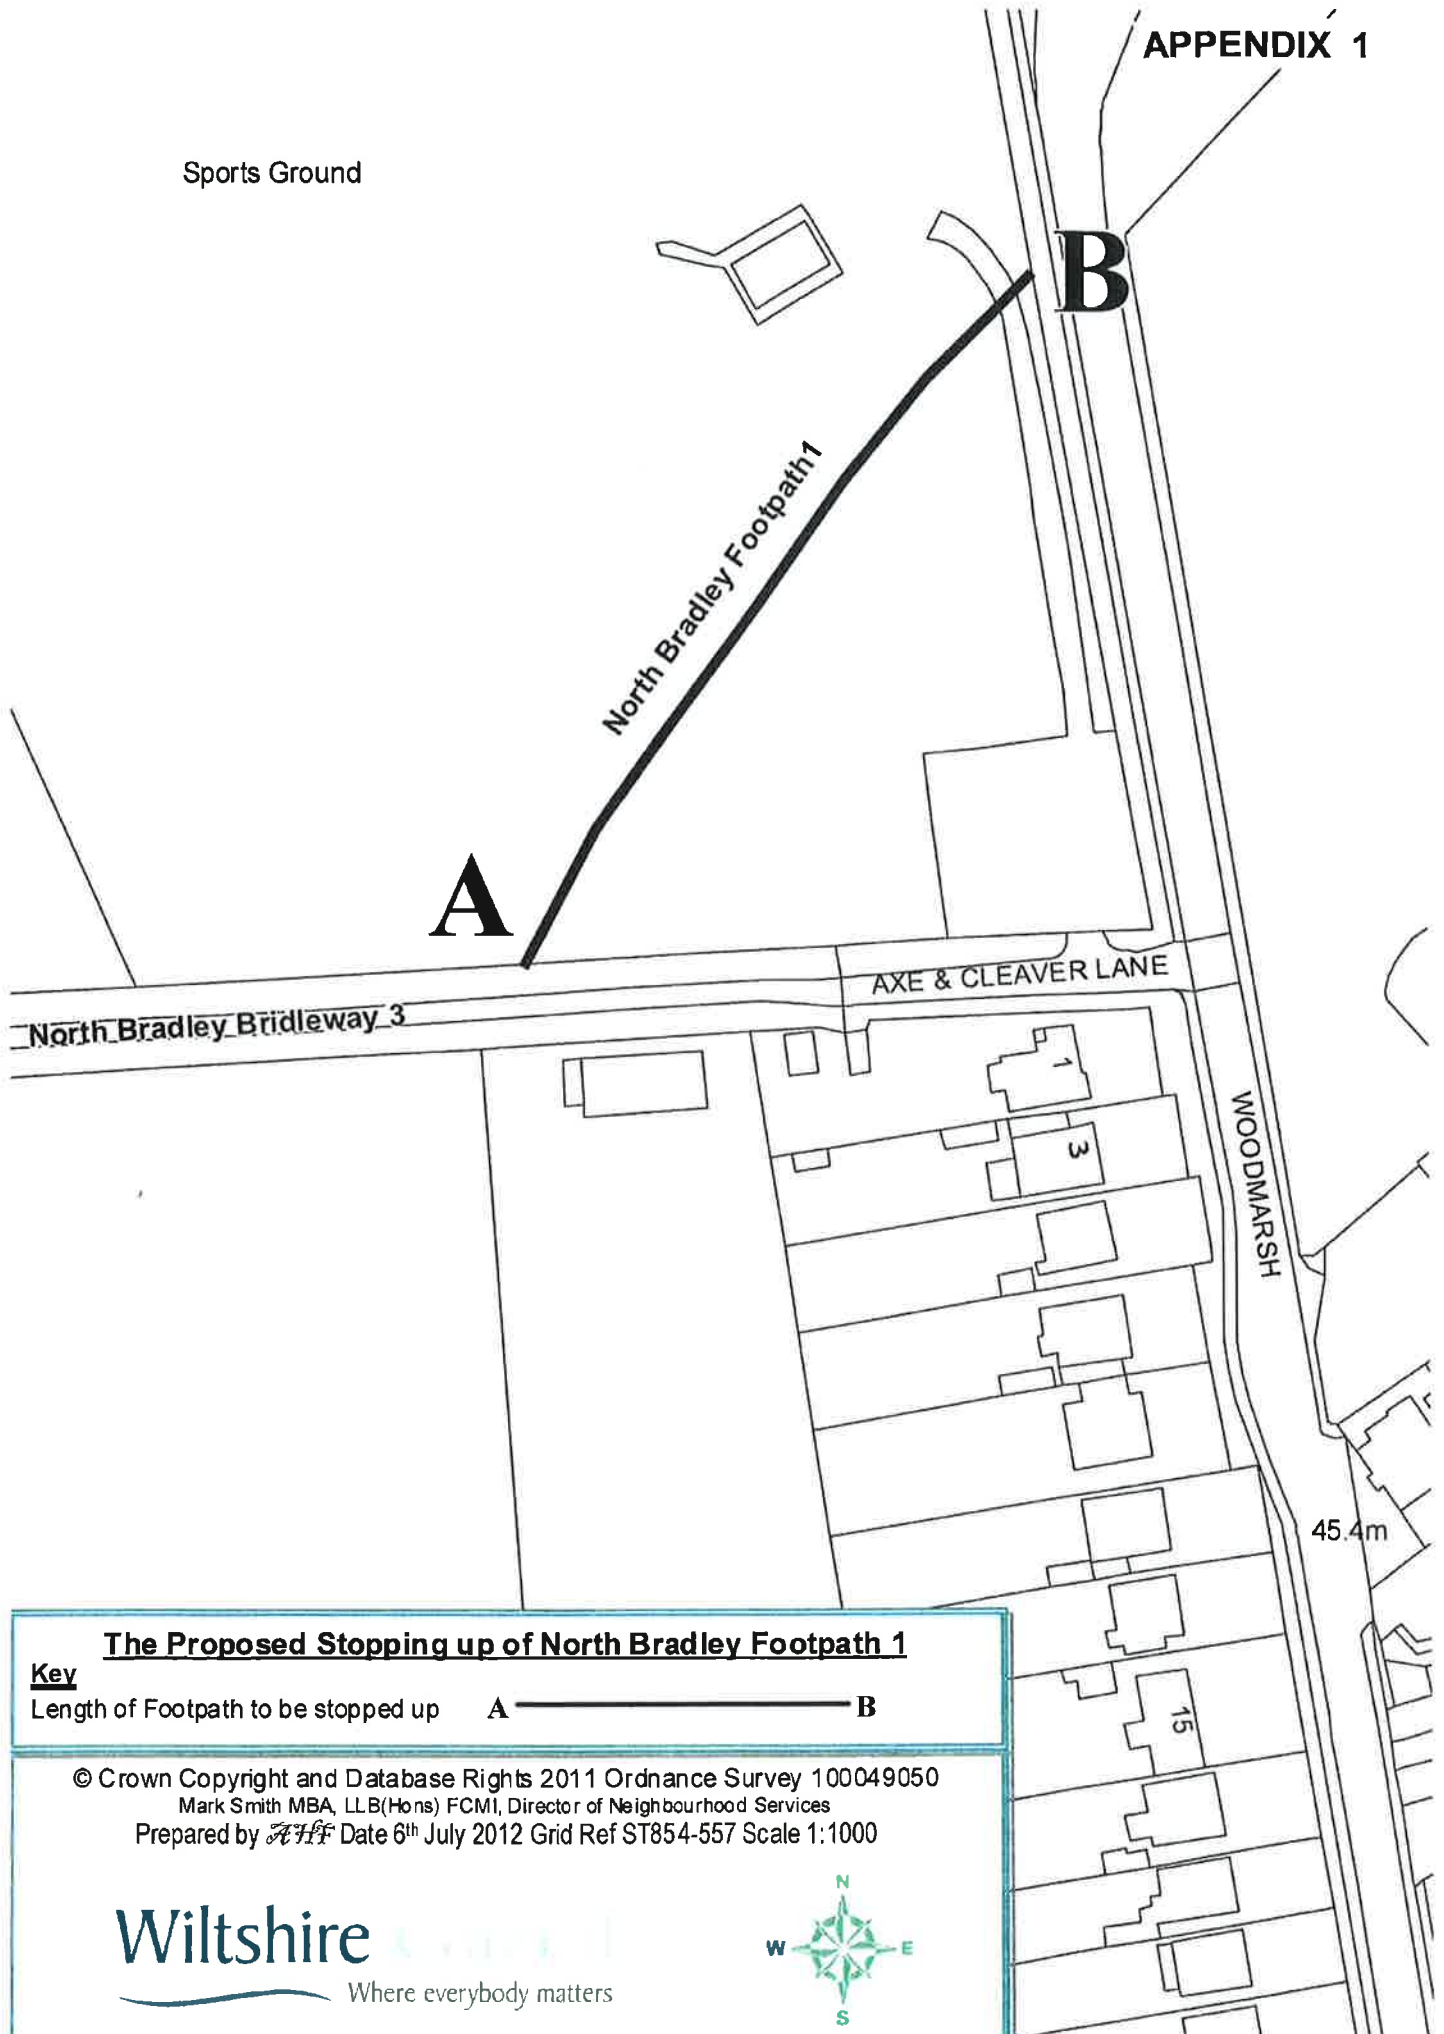 APPENDIX 1
Sports Ground
B
North Bradley Footpath 1
A
AXE & CLEAVER LANE
North Bradley Bridleway 3
1
3
WOODMARSH
45.4m
15
The Proposed Stopping up of North Bradley Footpath 1
Key
Length of Footpath to be stopped up A B
© Crown Copyright and Database Rights 2011 Ordnance Survey 100049050
Mark Smith MBA, LLB(Hons) FCMI, Director of Neighbourhood Services
Prepared by AHF Date 6th July 2012 Grid Ref ST854-557 Scale 1:1000
Wiltshire
Where everybody matters
N
W E
S